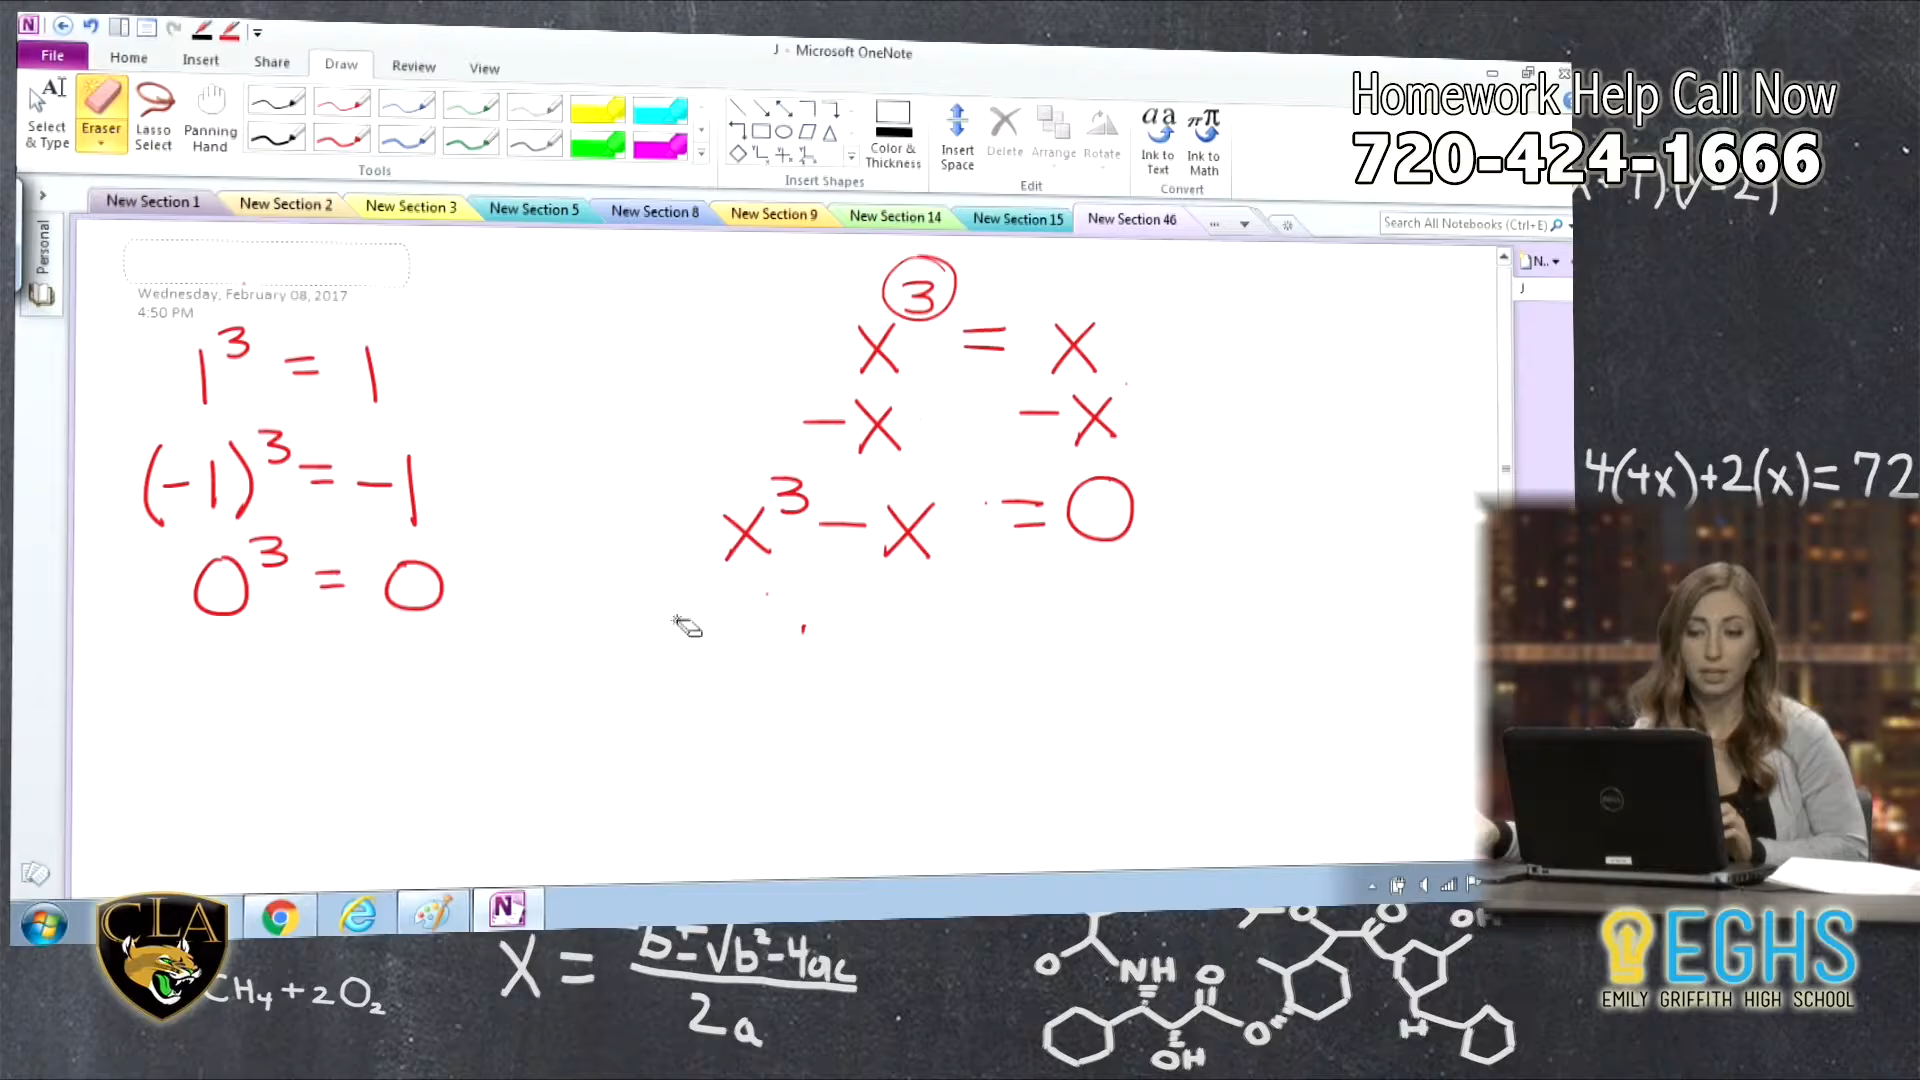 J - Microsoft OneNote
File Home Insert Share Draw Review View
Homework Help Call Now
720-424-1666
Select & Type
Eraser
Lasso Select
Panning Hand
Color & Thickness
Insert Space
Delete
Arrange
Rotate
Ink to Text
Ink to Math
Tools
Insert Shapes
Edit
Convert
New Section 1 New Section 2 New Section 3 New Section 5 New Section 8 New Section 9 New Section 14 New Section 15 New Section 46 ...
Search All Notebooks (Ctrl+E)
N..
J
Personal
Wednesday, February 08, 2017
4:50 PM
1³ = 1
(-1)³ = -1
0³ = 0
x³ = x
-x -x
x³ - x = 0
4(4x)+2(x)=72
DELL
CLA
CH4 + 2O2
X = b±√b²-4ac
2a
O NH O O O OH
OH O H
EGHS
EMILY GRIFFITH HIGH SCHOOL